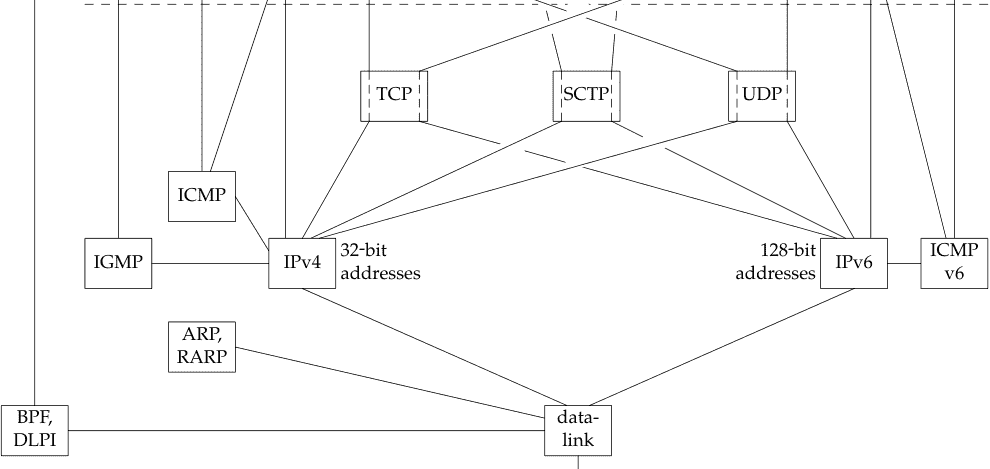 TCP
SCTP
UDP
ICMP
IGMP
IPv4
32-bit
addresses
128-bit
addresses
IPv6
ICMP
v6
ARP,
RARP
BPF,
DLPI
data-
link